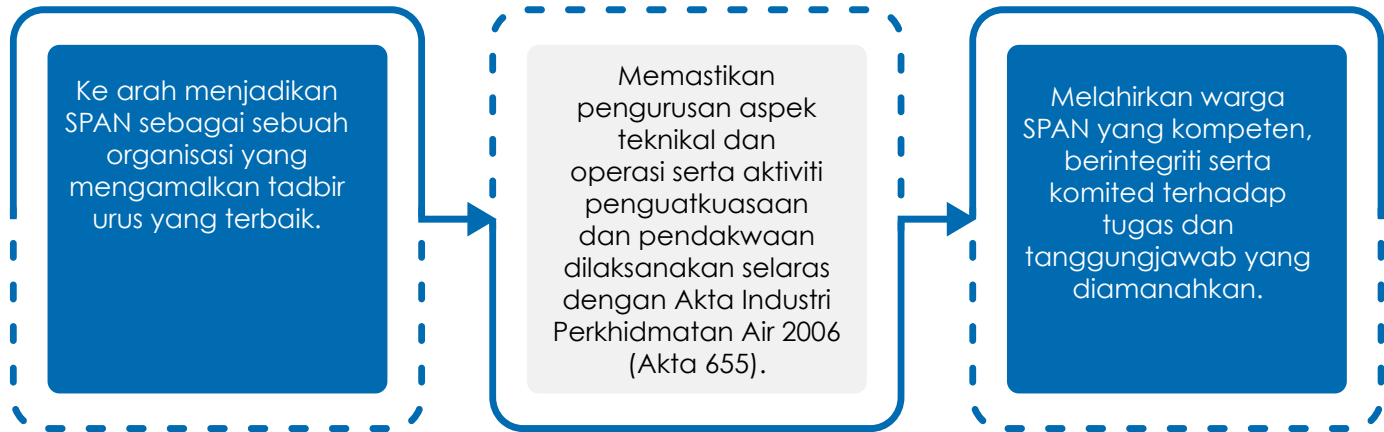 Ke arah menjadikan
SPAN sebagai sebuah
organisasi yang
mengamalkan tadbir
urus yang terbaik.
Memastikan
pengurusan aspek
teknikal dan
operasi serta aktiviti
penguatkuasaan
dan pendakwaan
dilaksanakan selaras
dengan Akta Industri
Perkhidmatan Air 2006
(Akta 655).
Melahirkan warga
SPAN yang kompeten,
berintegriti serta
komited terhadap
tugas dan
tanggungjawab yang
diamanahkan.